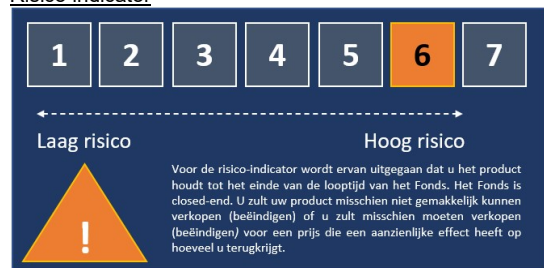 Risico-indicator
1 2 3 4 5 6 7
Laag risico Hoog risico
Voor de risico-indicator wordt ervan uitgegaan dat u het product
houdt tot het einde van de looptijd van het Fonds. Het Fonds is
closed-end. U zult uw product misschien niet gemakkelijk kunnen
verkopen (beëindigen) of u zult misschien moeten verkopen
(beëindigen) voor een prijs die een aanzienlijke effect heeft op
hoeveel u terugkrijgt.
!